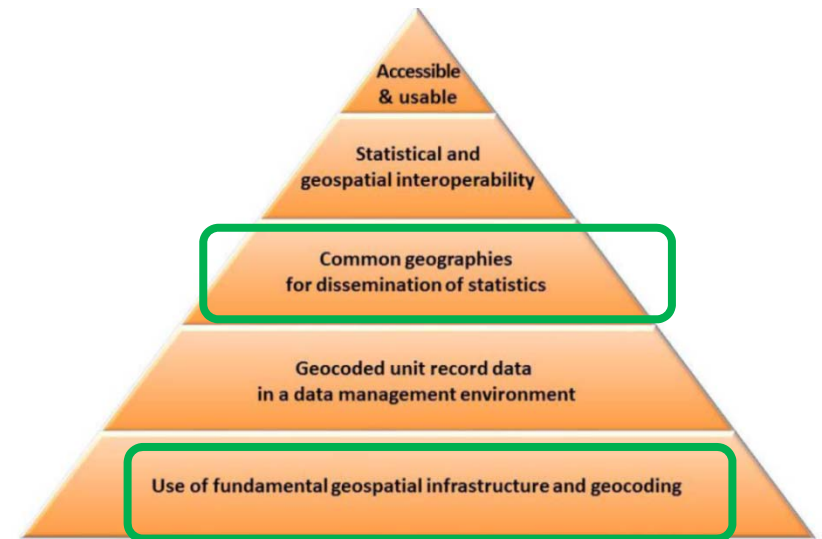 Accessible
& usable
Statistical and
geospatial interoperability
Common geographies
for dissemination of statistics
Geocoded unit record data
in a data management environment
Use of fundamental geospatial infrastructure and geocoding